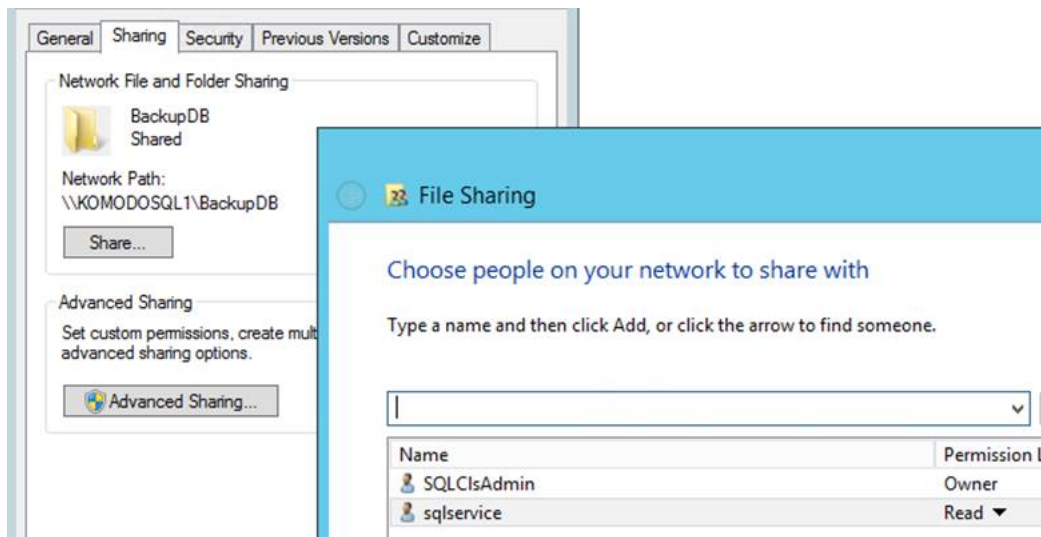 General Sharing Security Previous Versions Customize
Network File and Folder Sharing
BackupDB
Shared
Network Path:
\\KOMODOSQL1\BackupDB
Share...
Advanced Sharing
Set custom permissions, create mult
advanced sharing options.
Advanced Sharing...
File Sharing
Choose people on your network to share with
Type a name and then click Add, or click the arrow to find someone.
Name Permission L
SQLClsAdmin Owner
sqlservice Read